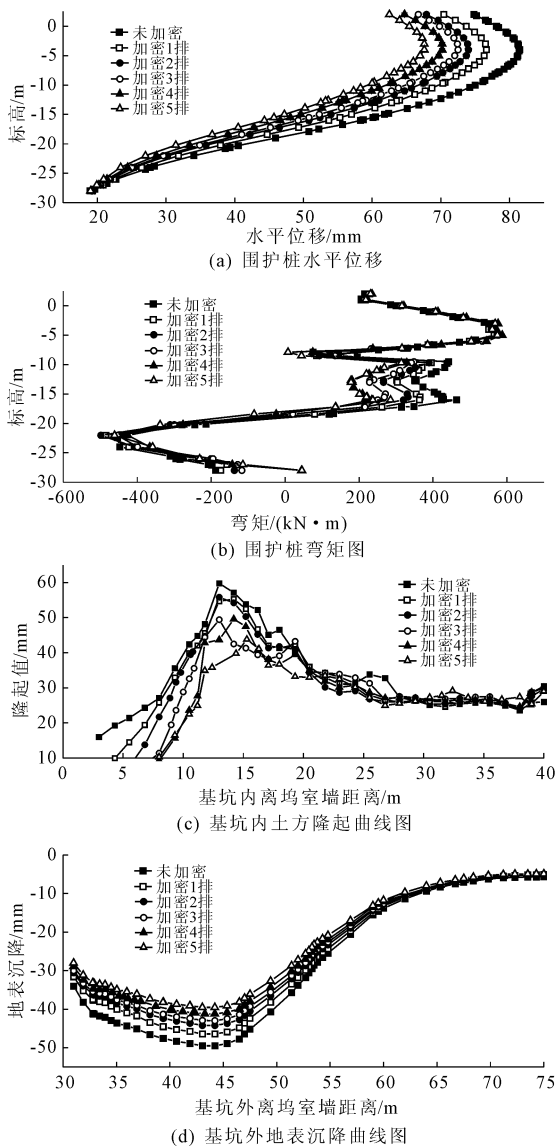 0
-5
-10
-15
-20
-25
-30
标高/m
未加密
加密1排
加密2排
加密3排
加密4排
加密5排
20 30 40 50 60 70 80
水平位移/mm
(a) 围护桩水平位移
0
-5
-10
-15
-20
-25
-30
标高/m
未加密
加密1排
加密2排
加密3排
加密4排
加密5排
-600 -400 -200 0 200 400 600
弯矩/(kN·m)
(b) 围护桩弯矩图
60
50
40
30
20
10
隆起值/mm
未加密
加密1排
加密2排
加密3排
加密4排
加密5排
0 5 10 15 20 25 30 35 40
基坑内离坞室墙距离/m
(c) 基坑内土方隆起曲线图
0
-10
-20
-30
-40
-50
地表沉降/mm
未加密
加密1排
加密2排
加密3排
加密4排
加密5排
30 35 40 45 50 55 60 65 70 75
基坑外离坞室墙距离/m
(d) 基坑外地表沉降曲线图